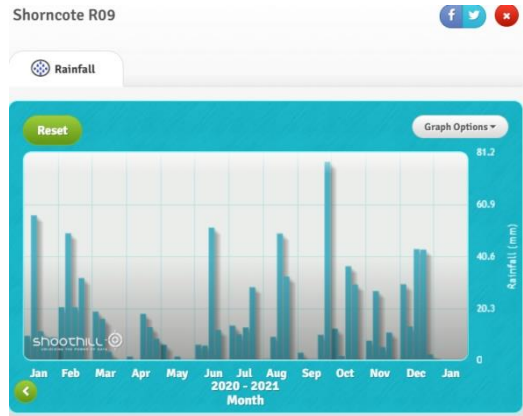 Shorncote R09
Rainfall
Reset
Graph Options
81.2
60.9
40.6
20.3
0
Rainfall (mm)
shoothill
Jan Feb Mar Apr May Jun Jul Aug Sep Oct Nov Dec Jan
2020 - 2021
Month